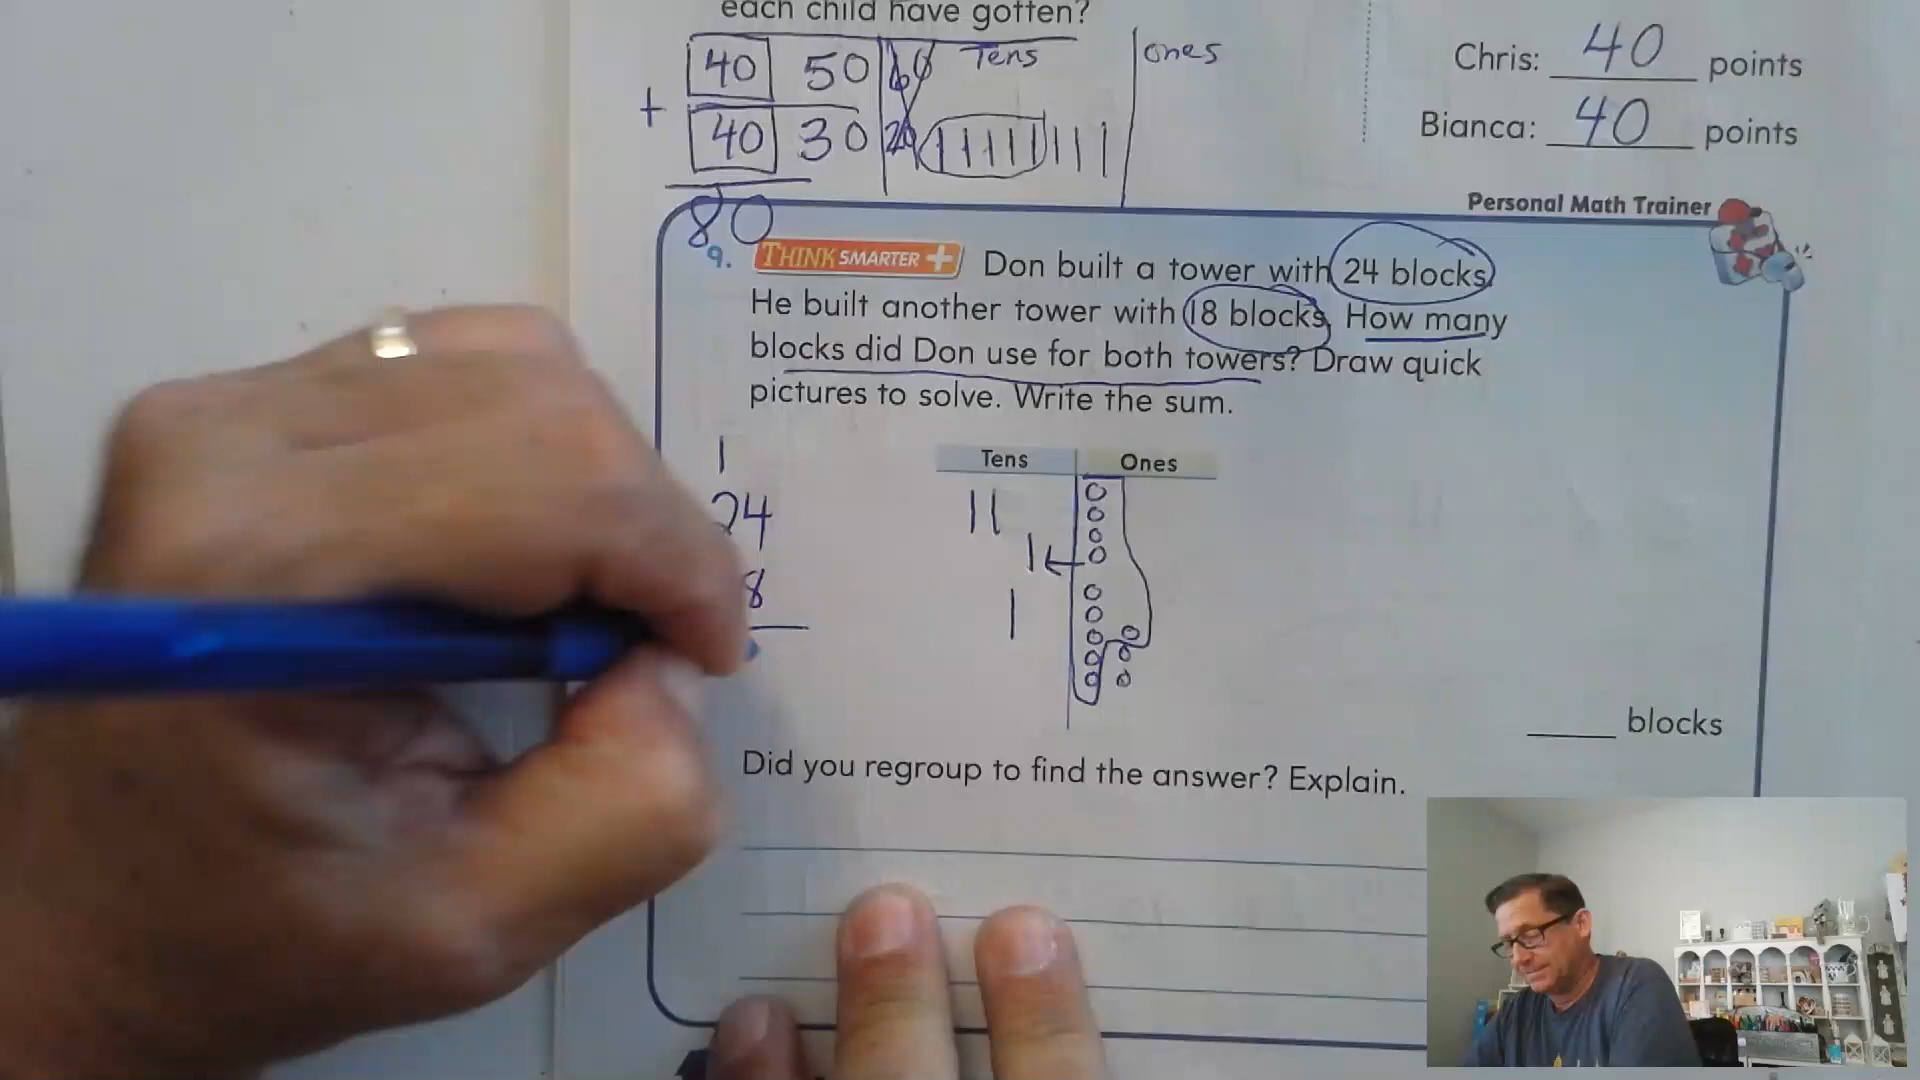 each child have gotten?
40 50 Tens ones
+ 40 30
80
Chris: 40 points
Bianca: 40 points
Personal Math Trainer
9. THINK SMARTER + Don built a tower with 24 blocks.
He built another tower with 18 blocks. How many
blocks did Don use for both towers? Draw quick
pictures to solve. Write the sum.
1
24
8
Tens Ones
____ blocks
Did you regroup to find the answer? Explain.